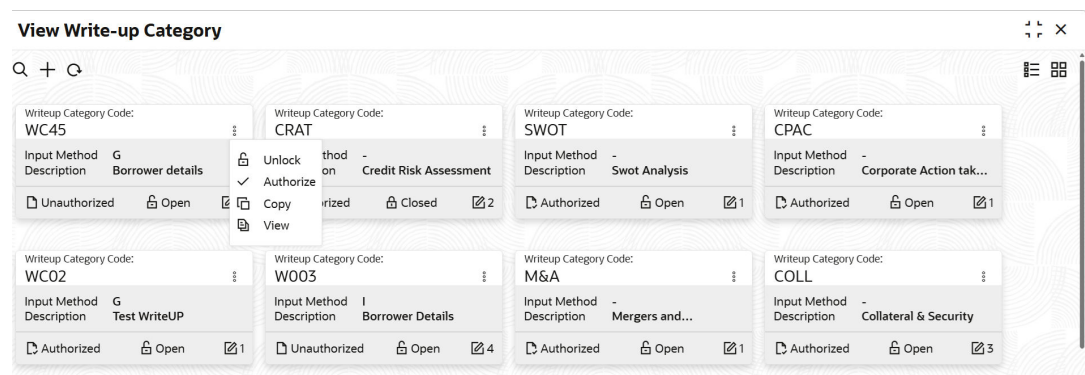 View Write-up Category
Writeup Category Code:
WC45
Input Method G
Description Borrower details
Unauthorized Open
Unlock
Authorize
Copy
View
Writeup Category Code:
CRAT
-
Credit Risk Assessment
Closed 2
Writeup Category Code:
SWOT
Input Method -
Description Swot Analysis
Authorized Open 1
Writeup Category Code:
CPAC
Input Method -
Description Corporate Action tak...
Authorized Open 1
Writeup Category Code:
WC02
Input Method G
Description Test WriteUP
Authorized Open 1
Writeup Category Code:
W003
Input Method I
Description Borrower Details
Unauthorized Open 4
Writeup Category Code:
M&A
Input Method -
Description Mergers and...
Authorized Open 1
Writeup Category Code:
COLL
Input Method -
Description Collateral & Security
Authorized Open 3